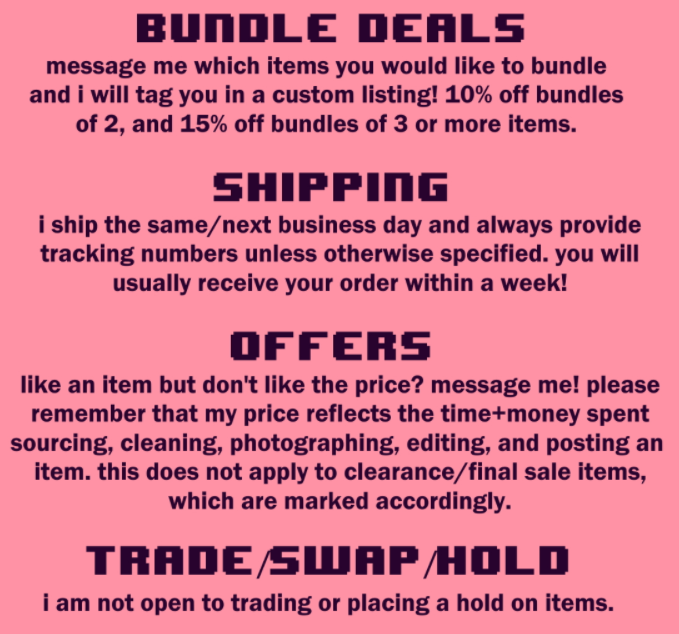 BUNDLE DEALS
message me which items you would like to bundle
and i will tag you in a custom listing! 10% off bundles
of 2, and 15% off bundles of 3 or more items.
SHIPPING
i ship the same/next business day and always provide
tracking numbers unless otherwise specified. you will
usually receive your order within a week!
OFFERS
like an item but don't like the price? message me! please
remember that my price reflects the time+money spent
sourcing, cleaning, photographing, editing, and posting an
item. this does not apply to clearance/final sale items,
which are marked accordingly.
TRADE/SWAP/HOLD
i am not open to trading or placing a hold on items.